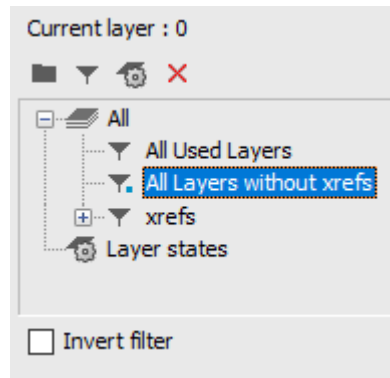 Current layer : 0
All
All Used Layers
All Layers without xrefs
xrefs
Layer states
Invert filter